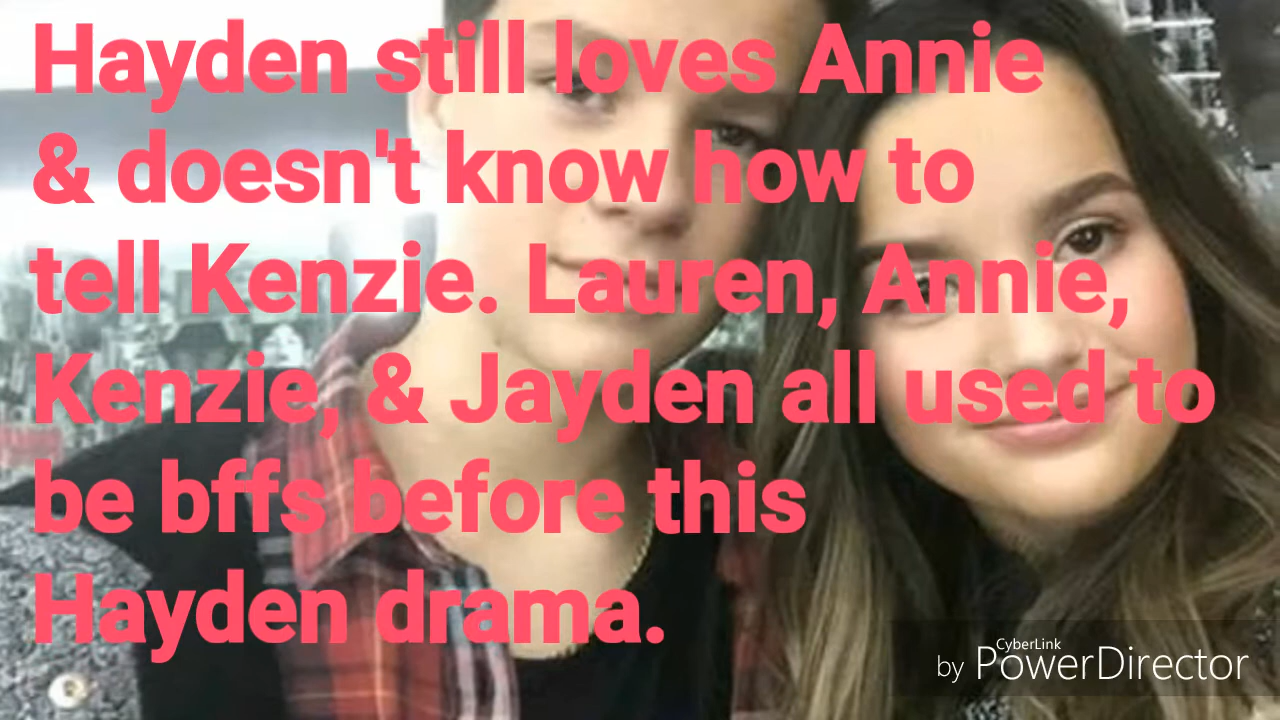 Hayden still loves Annie
& doesn't know how to
tell Kenzie. Lauren, Annie,
Kenzie, & Jayden all used to
be bffs before this
Hayden drama.
CyberLink
by PowerDirector